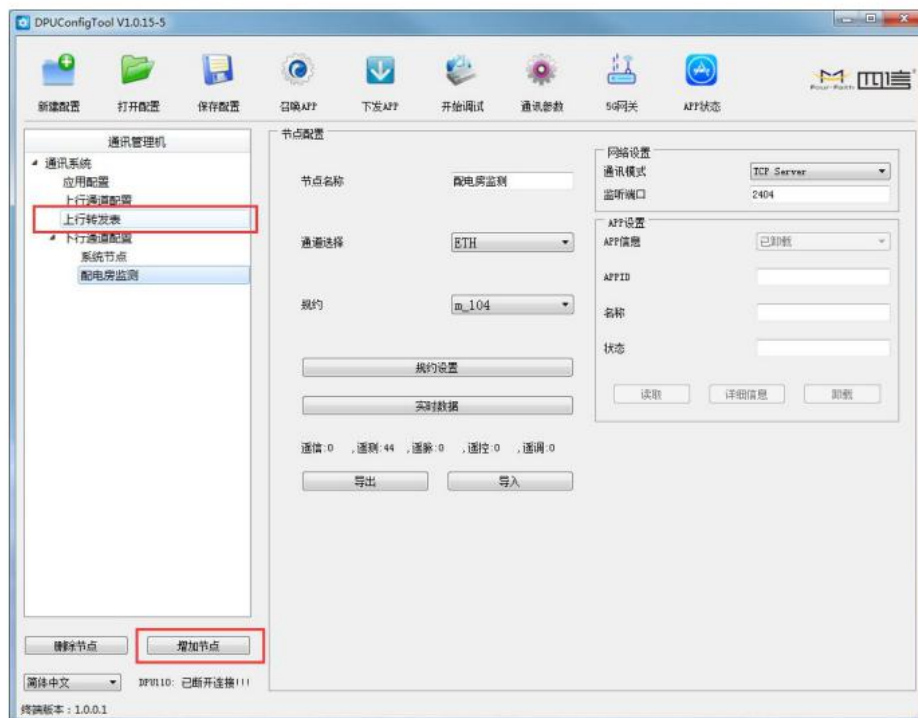 DPUConfigTool V1.0.15-5
新建配置 打开配置 保存配置 召唤APP 下发APP 开始调试 通讯参数 5G网关 APP状态
Four-Faith 四信
通讯管理机
通讯系统
应用配置
上行通道配置
上行转发表
下行通道配置
系统节点
配电房监测
删除节点 增加节点
简体中文 DPU110: 已断开连接!!!
终端版本:1.0.0.1
节点配置
节点名称 配电房监测
通道选择 ETH
规约 m_104
规约设置
实时数据
遥信:0 ,遥测:44 ,遥脉:0 ,遥控:0 ,遥调:0
导出 导入
网络设置
通讯模式 TCP Server
监听端口 2404
APP设置
APP信息 已卸载
APPID
名称
状态
读取 详细信息 卸载